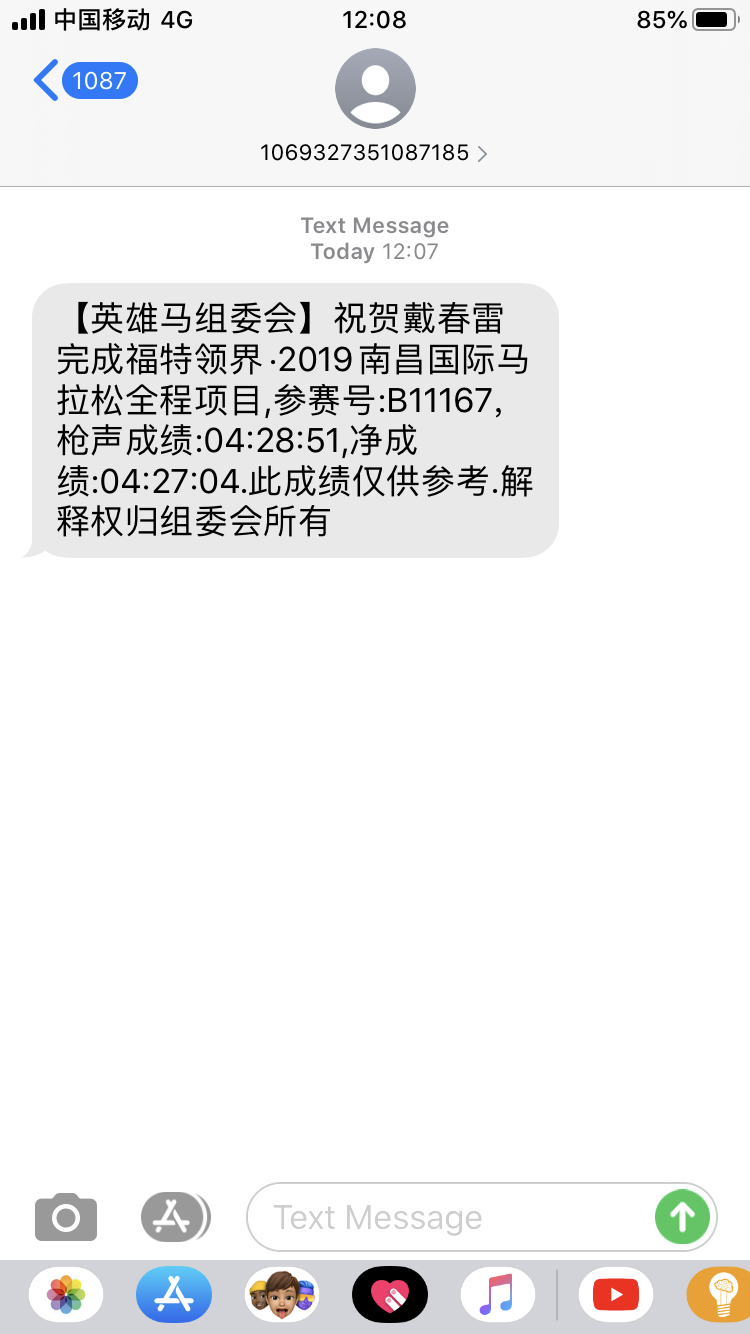 中国移动 4G 12:08 85%
1087
1069327351087185
Text Message
Today 12:07
【英雄马组委会】祝贺戴春雷
完成福特领界·2019南昌国际马
拉松全程项目,参赛号:B11167,
枪声成绩:04:28:51,净成
绩:04:27:04.此成绩仅供参考.解
释权归组委会所有
Text Message